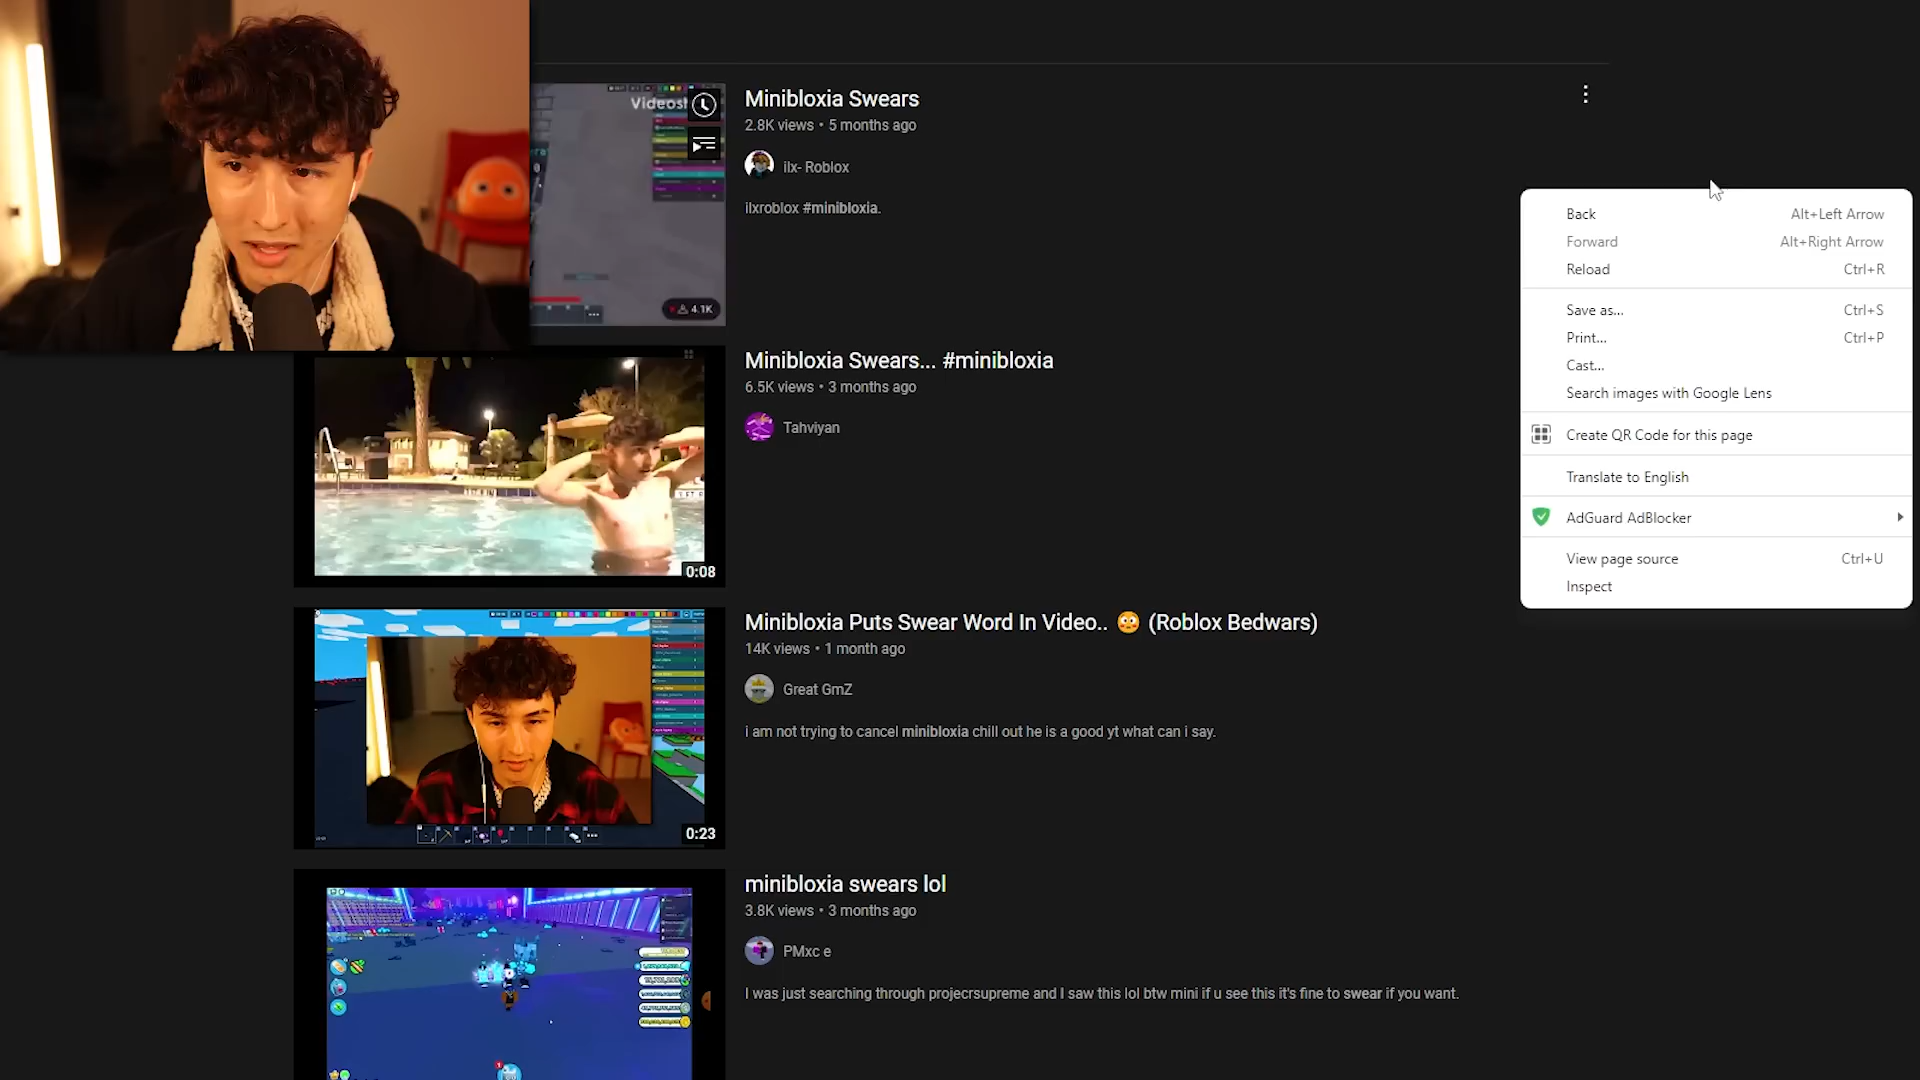 Videos
Minibloxia Swears
2.8K views • 5 months ago
ilx- Roblox
ilxroblox #minibloxia.
4.1K
Minibloxia Swears... #minibloxia
6.5K views • 3 months ago
Tahviyan
0:08
Minibloxia Puts Swear Word In Video.. 😳 (Roblox Bedwars)
14K views • 1 month ago
Great GmZ
i am not trying to cancel minibloxia chill out he is a good yt what can i say.
0:23
minibloxia swears lol
3.8K views • 3 months ago
PMxc e
I was just searching through projecrsupreme and I saw this lol btw mini if u see this it's fine to swear if you want.
Back Alt+Left Arrow
Forward Alt+Right Arrow
Reload Ctrl+R
Save as... Ctrl+S
Print... Ctrl+P
Cast...
Search images with Google Lens
Create QR Code for this page
Translate to English
AdGuard AdBlocker
View page source Ctrl+U
Inspect